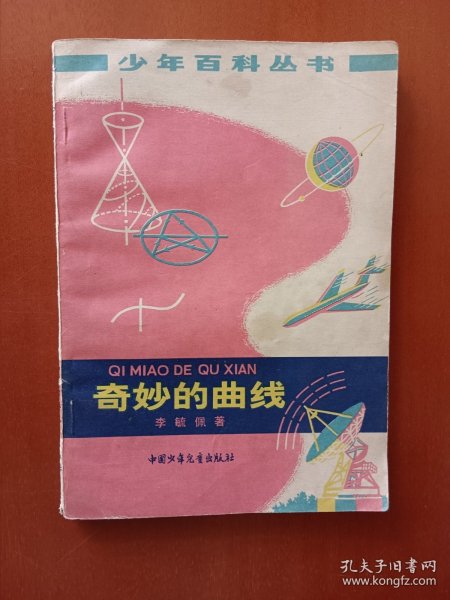 少年百科丛书
QI MIAO DE QU XIAN
奇妙的曲线
李毓佩著
中国少年儿童出版社
孔夫子旧书网
www.kongfz.com